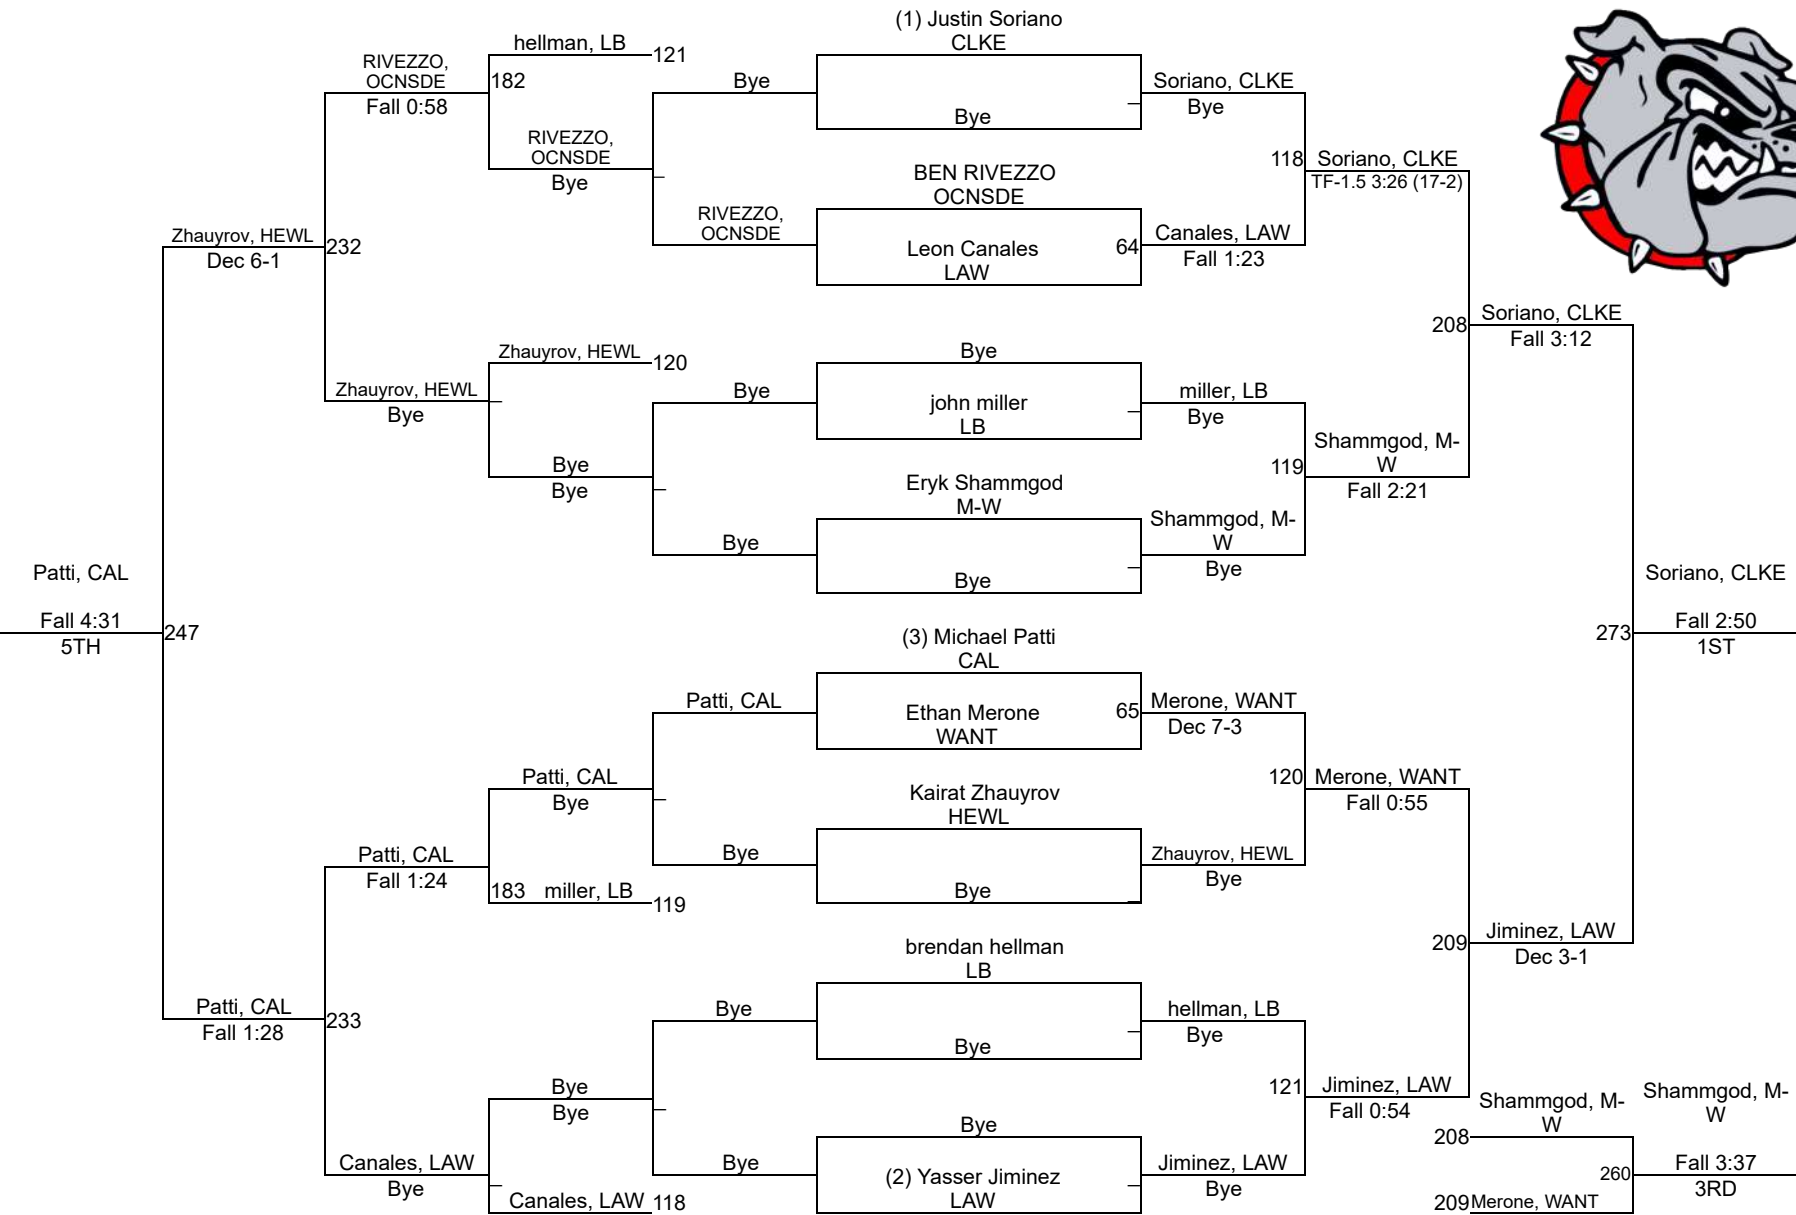 (1) Justin Soriano
CLKE
hellman, LB
121
RIVEZZO,
OCNSDE
182
Fall 0:58
Bye
Soriano, CLKE
Bye
Bye
RIVEZZO,
OCNSDE
Bye
118
Soriano, CLKE
TF-1.5 3:26 (17-2)
BEN RIVEZZO
OCNSDE
RIVEZZO,
OCNSDE
Zhauyrov, HEWL
232
Dec 6-1
Leon Canales
LAW
64
Canales, LAW
Fall 1:23
208
Soriano, CLKE
Fall 3:12
Zhauyrov, HEWL
120
Bye
Zhauyrov, HEWL
Bye
Bye
john miller
LB
miller, LB
Bye
Shammgod, M-
W
119
Fall 2:21
Bye
Bye
Eryk Shammgod
M-W
Shammgod, M-
W
Bye
Bye
Bye
Patti, CAL
Fall 4:31
5TH
247
Soriano, CLKE
273
Fall 2:50
1ST
(3) Michael Patti
CAL
Patti, CAL
Ethan Merone
WANT
65
Merone, WANT
Dec 7-3
Patti, CAL
Bye
120
Merone, WANT
Fall 0:55
Kairat Zhauyrov
HEWL
Patti, CAL
Fall 1:24
Bye
Zhauyrov, HEWL
Bye
183
miller, LB
119
Bye
209
Jiminez, LAW
Dec 3-1
brendan hellman
LB
Patti, CAL
Fall 1:28
233
Bye
hellman, LB
Bye
Bye
Bye
Bye
121
Jiminez, LAW
Fall 0:54
Shammgod, M-
W
Shammgod, M-
W
Bye
208
Canales, LAW
Bye
Bye
(2) Yasser Jiminez
LAW
Jiminez, LAW
Bye
260
Fall 3:37
3RD
Canales, LAW
118
209
Merone, WANT